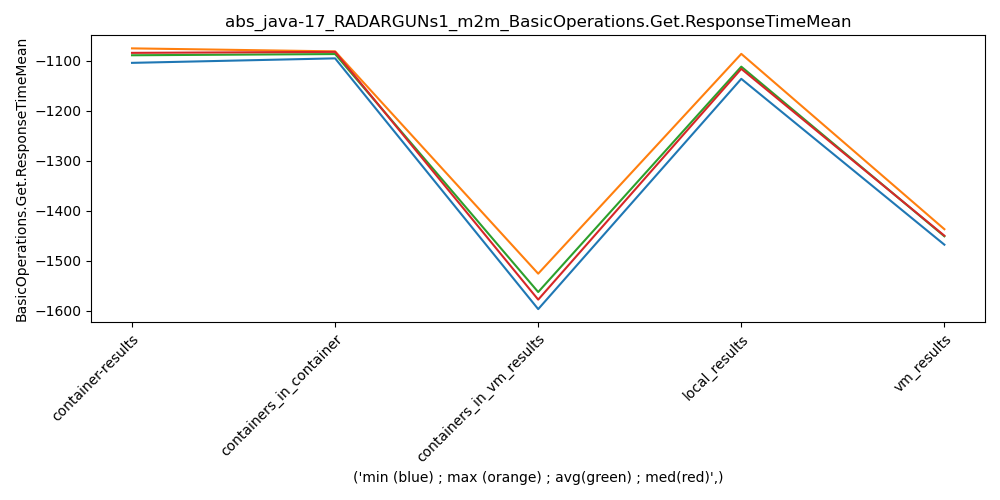 abs_java-17_RADARGUNs1_m2m_BasicOperations.Get.ResponseTimeMean
BasicOperations.Get.ResponseTimeMean
−1100
−1200
−1300
−1400
−1500
−1600
container-results
containers_in_container
containers_in_vm_results
local_results
vm_results
('min (blue) ; max (orange) ; avg(green) ; med(red)',)